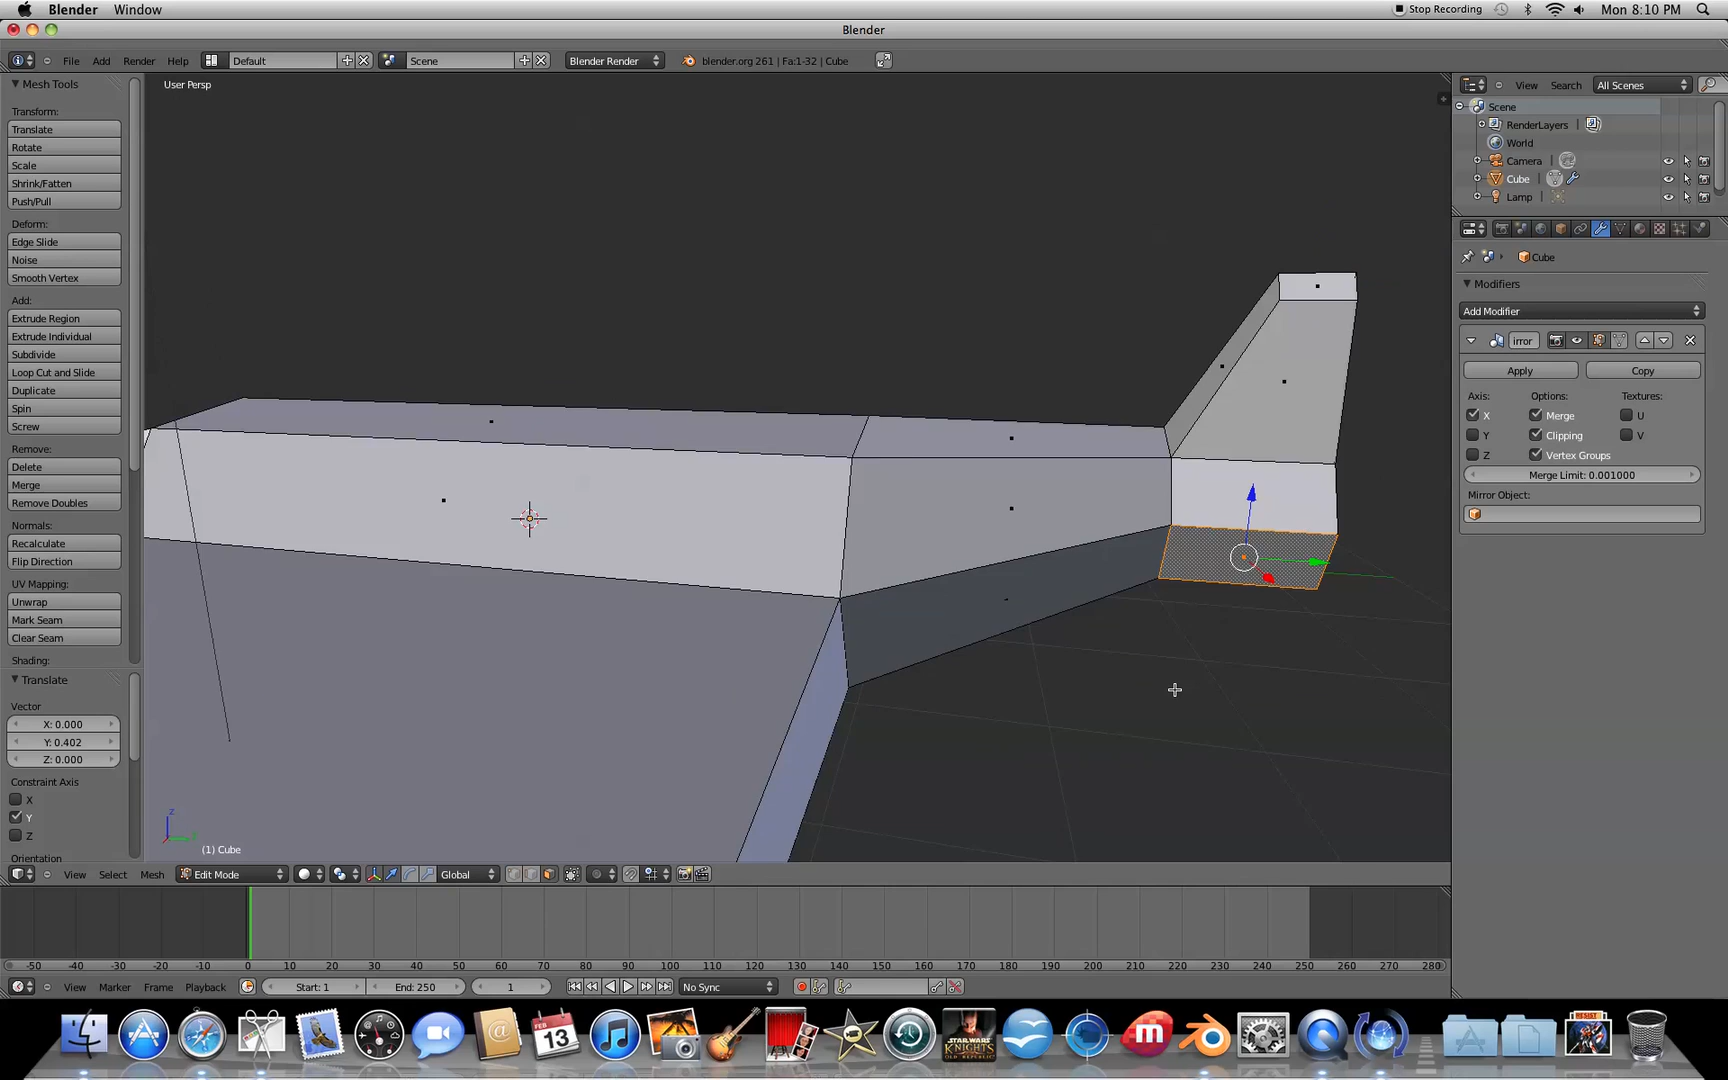 Blender Window Stop Recording Mon 8:10 PM
Blender
File Add Render Help Default Scene Blender Render blender.org 261 | Fa:1-32 | Cube
Mesh Tools
Transform:
Translate
Rotate
Scale
Shrink/Fatten
Push/Pull
Deform:
Edge Slide
Noise
Smooth Vertex
Add:
Extrude Region
Extrude Individual
Subdivide
Loop Cut and Slide
Duplicate
Spin
Screw
Remove:
Delete
Merge
Remove Doubles
Normals:
Recalculate
Flip Direction
UV Mapping:
Unwrap
Mark Seam
Clear Seam
Shading:
Translate
Vector
X: 0.000
Y: 0.402
Z: 0.000
Constraint Axis
X
Y
Z
Orientation
User Persp
z
(1) Cube
View Select Mesh Edit Mode Global
View Search All Scenes
Scene
RenderLayers |
World
Camera |
Cube |
Lamp |
Cube
Modifiers
Add Modifier
irror
Apply Copy
Axis: Options: Textures:
X Merge U
Y Clipping V
Z Vertex Groups
Merge Limit: 0.001000
Mirror Object:
-50 -40 -30 -20 -10 0 10 20 30 40 50 60 70 80 90 100 110 120 130 140 150 160 170 180 190 200 210 220 230 240 250 260 270 280
View Marker Frame Playback Start: 1 End: 250 1 No Sync
FEB
13
STAR WARS
KNIGHTS
OLD REPUBLIC
m
RESIST